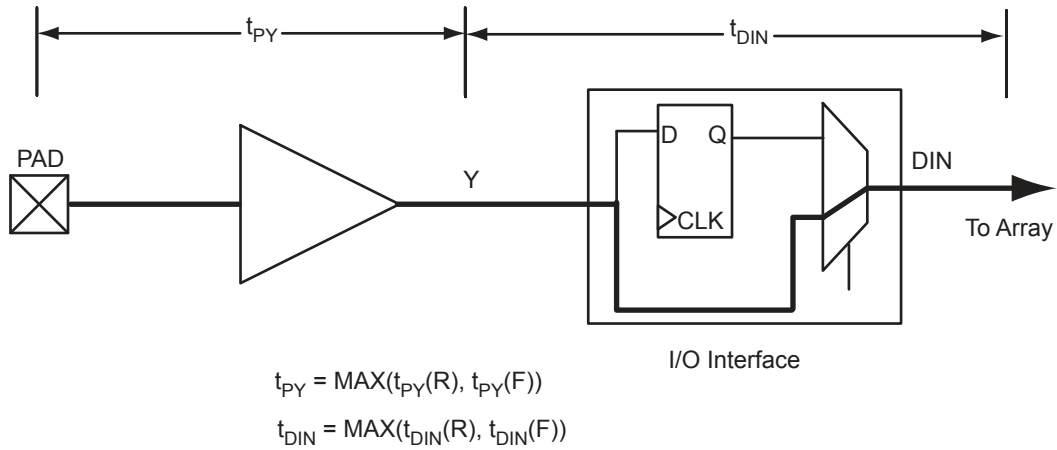 tPY
tDIN
PAD
D Q
DIN
Y
CLK
To Array
I/O Interface
tPY = MAX(tPY(R), tPY(F))
tDIN = MAX(tDIN(R), tDIN(F))